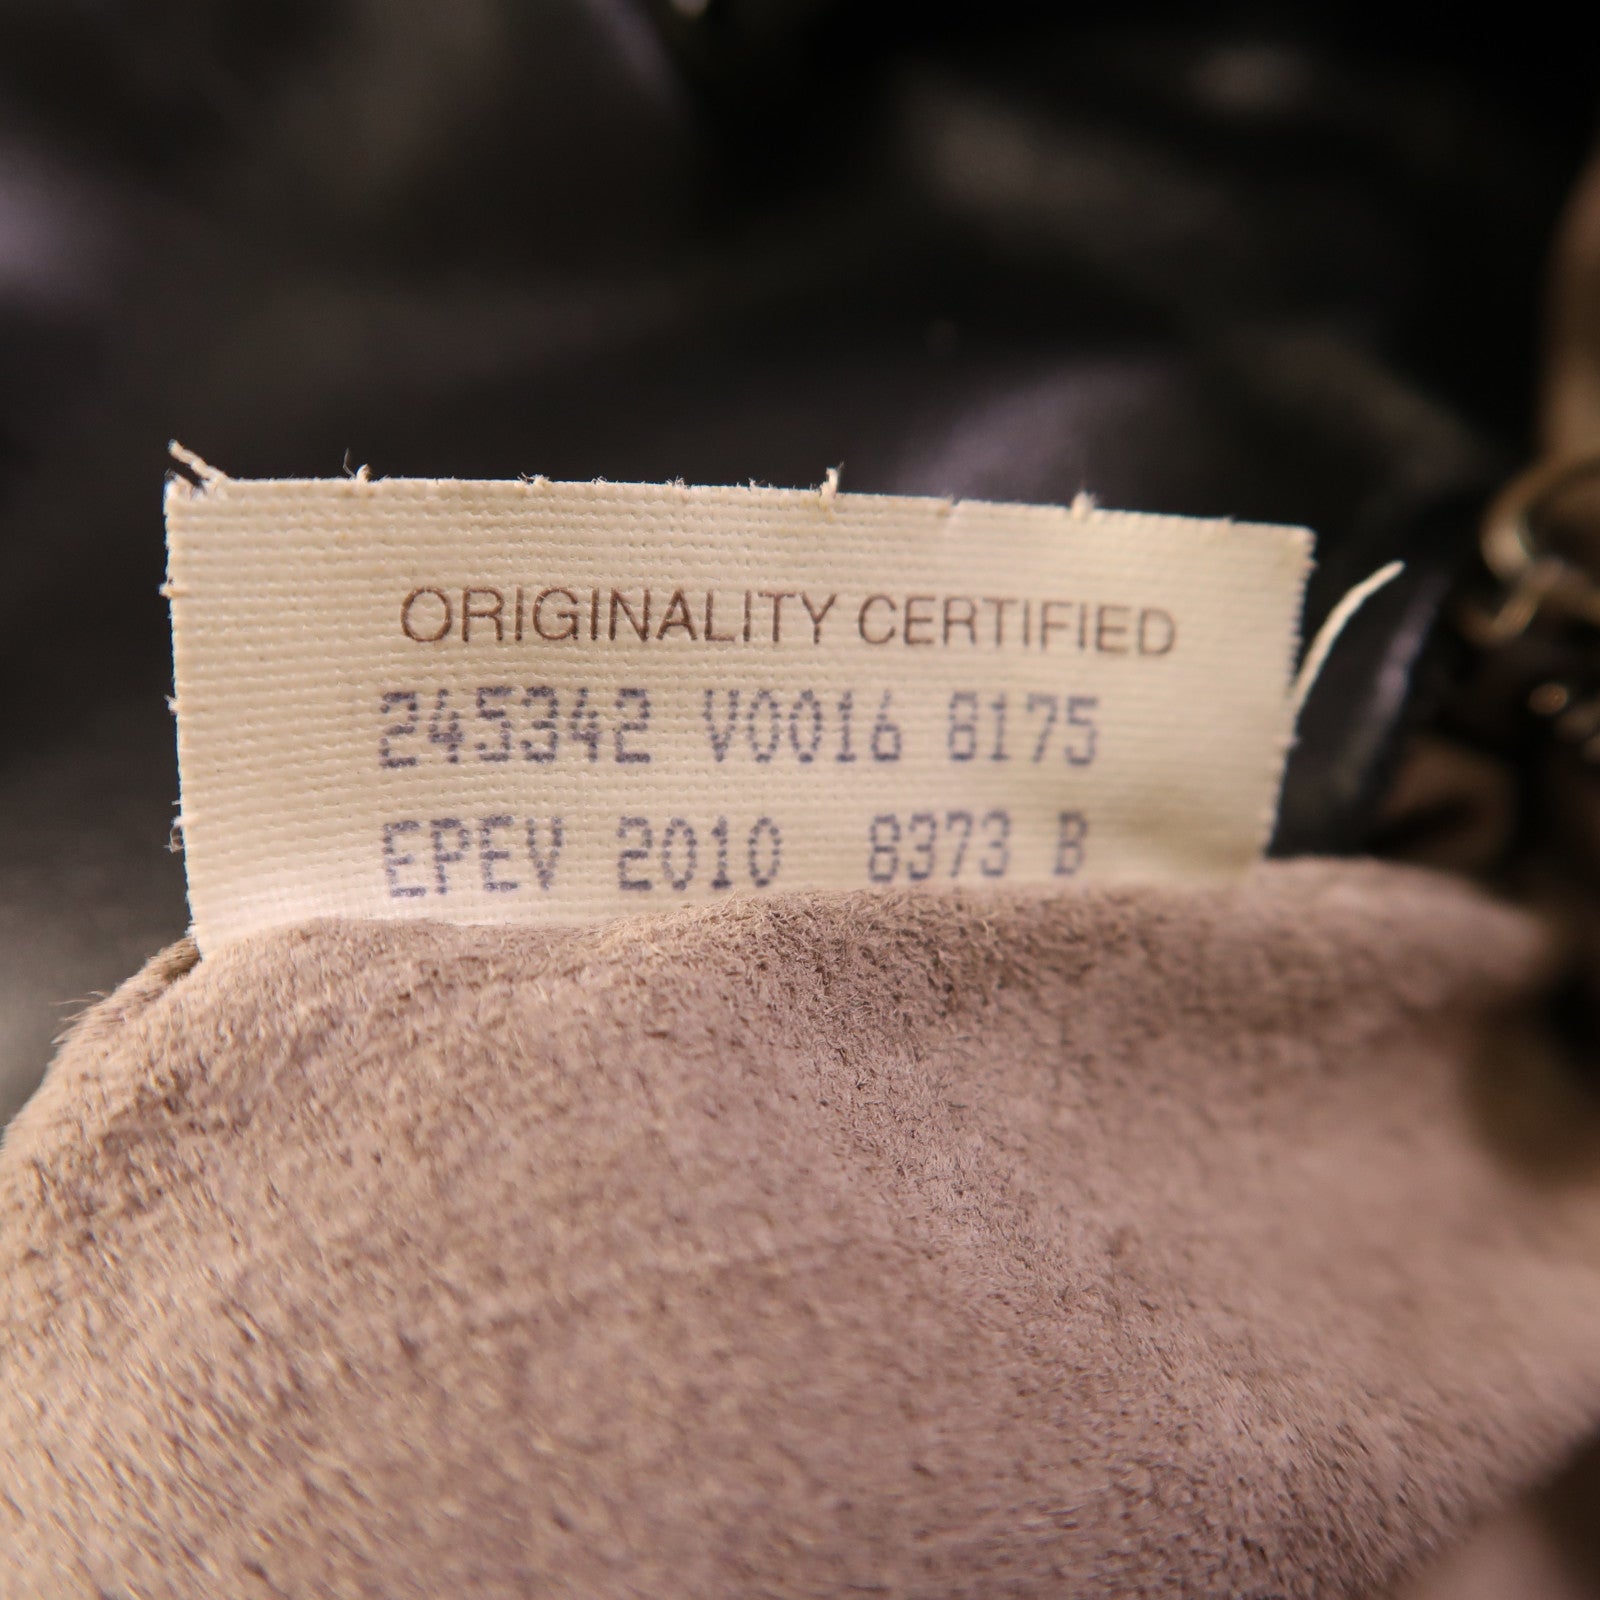 ORIGINALITY CERTIFIED
245342 V0016 8175
EPEV 2010 8373 B